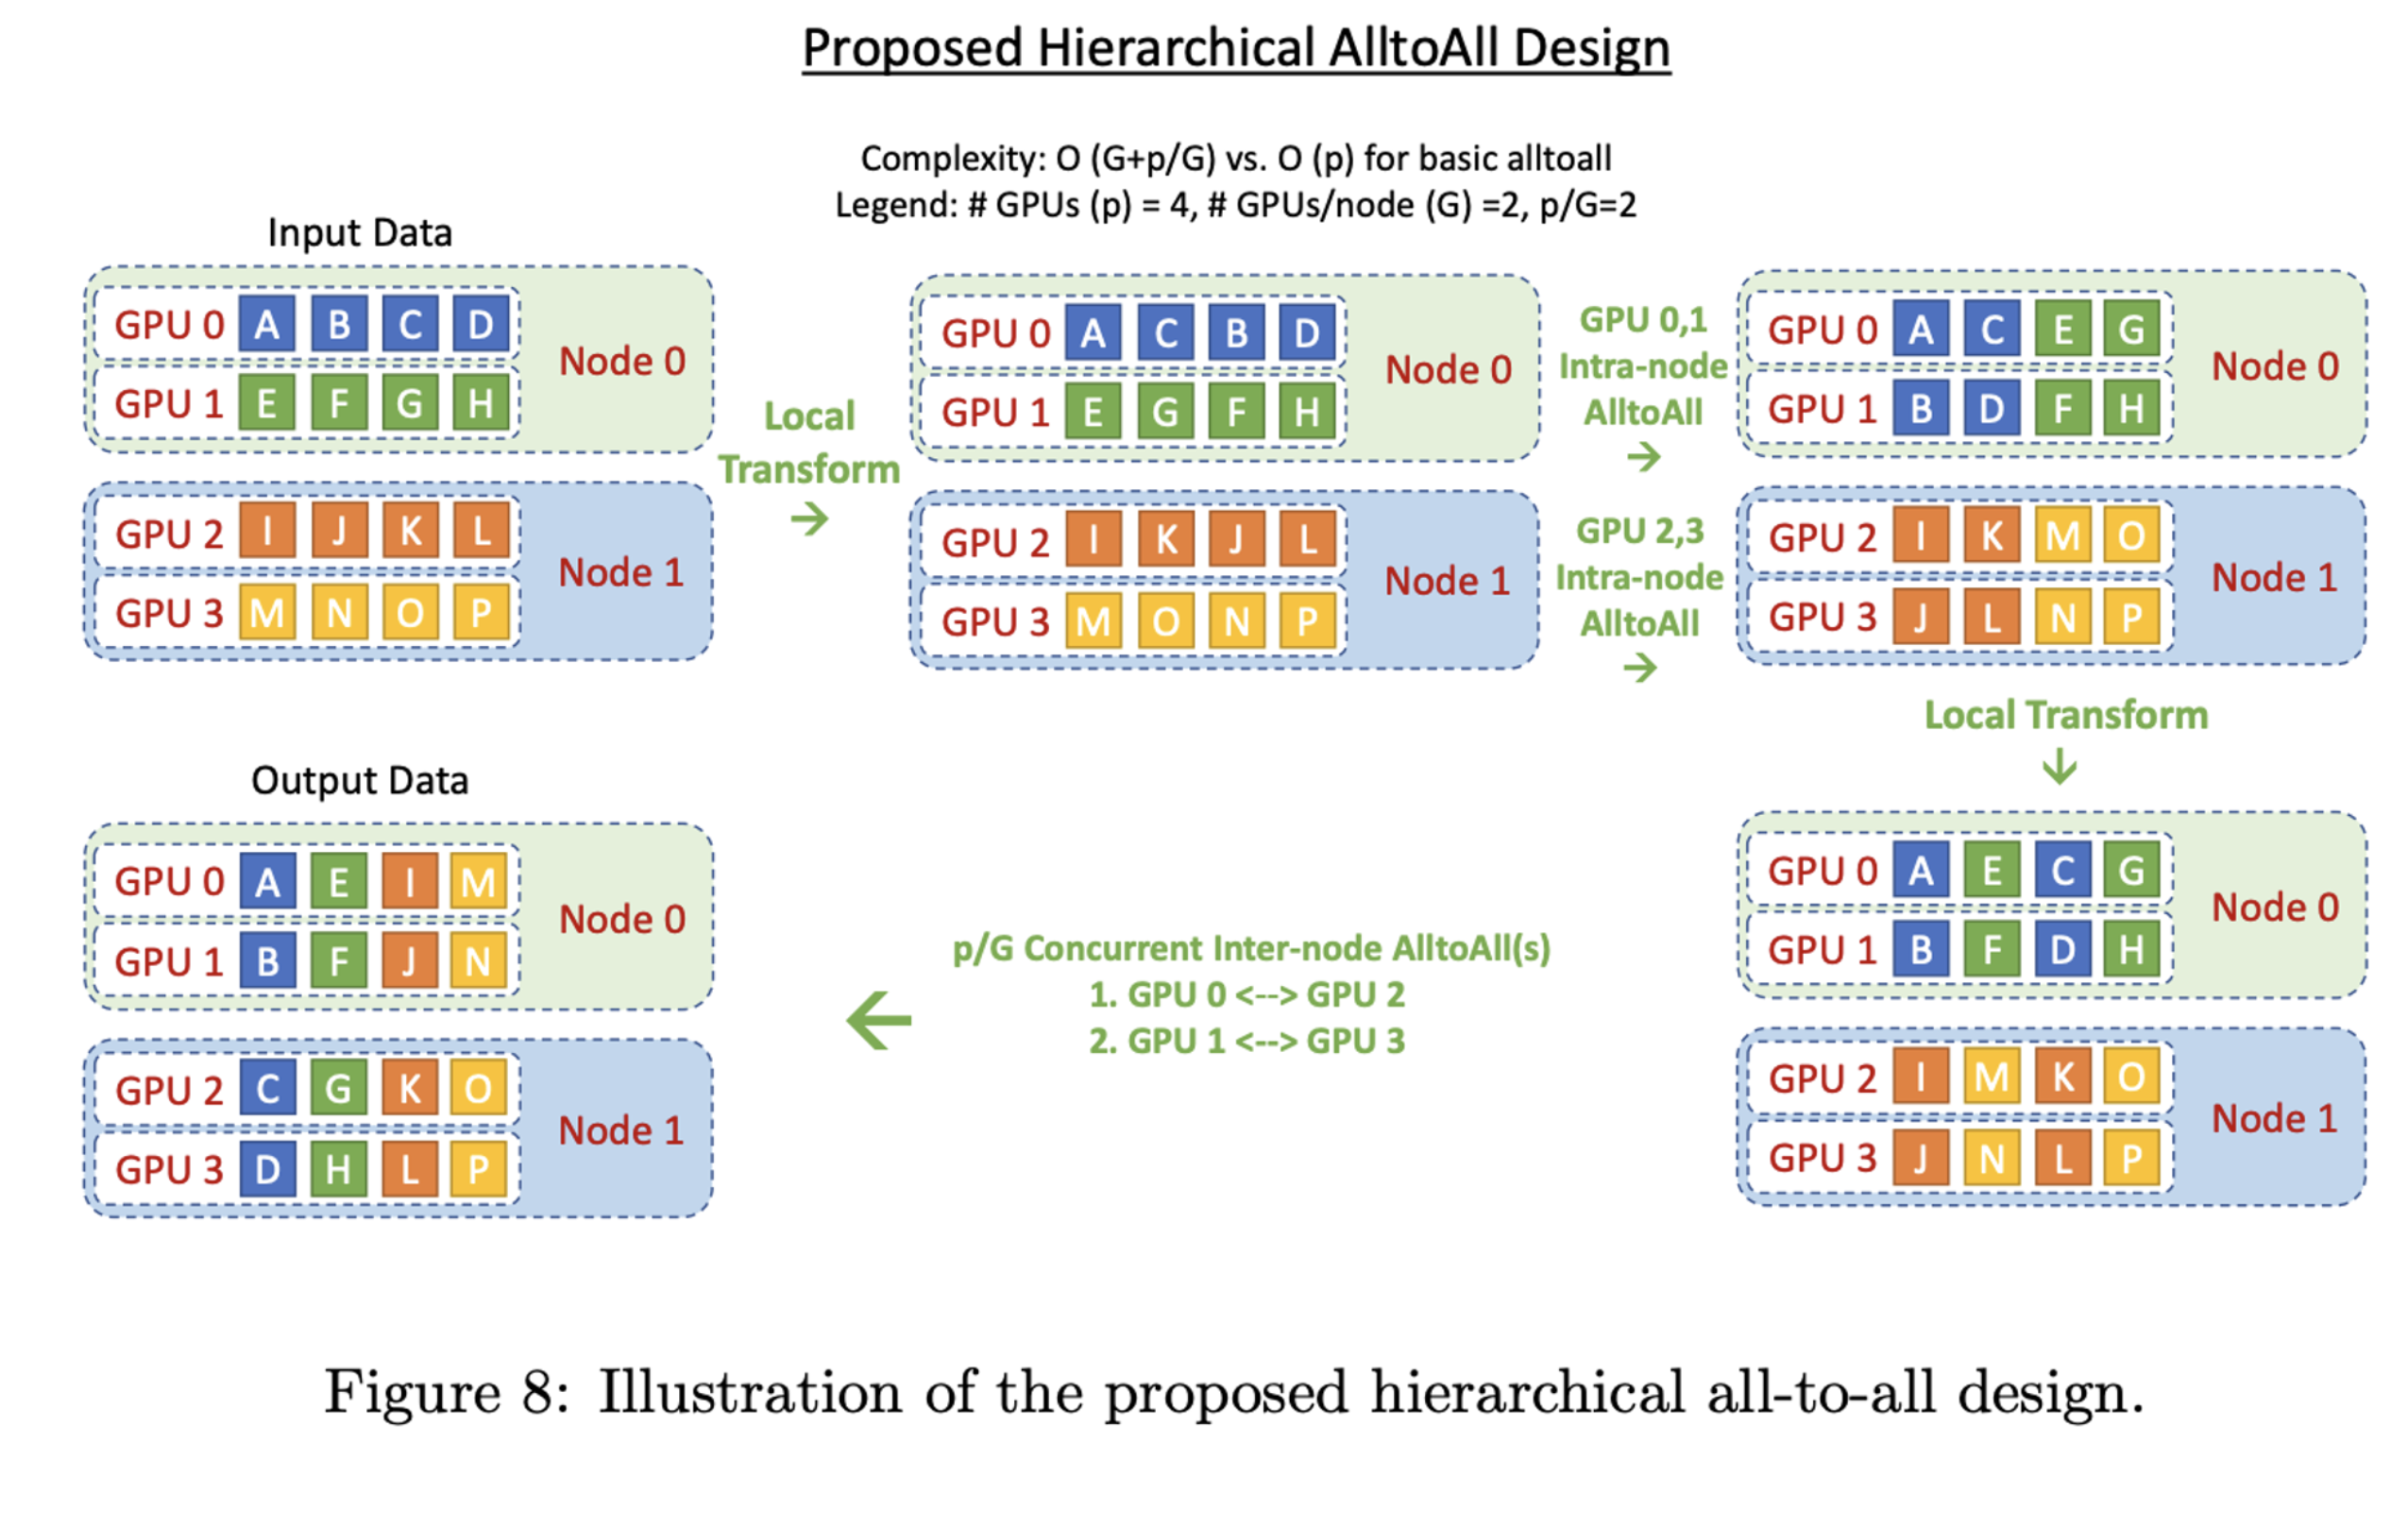 Proposed Hierarchical AlltoAll Design
Complexity: O (G+p/G) vs. O (p) for basic alltoall
Legend: # GPUs (p) = 4, # GPUs/node (G) =2, p/G=2
Input Data
GPU 0 A B C D
GPU 1 E F G H
Node 0
GPU 2 I J K L
GPU 3 M N O P
Node 1
Local
Transform
→
GPU 0 A C B D
GPU 1 E G F H
Node 0
GPU 2 I K J L
GPU 3 M O N P
Node 1
GPU 0,1
Intra-node
AlltoAll
→
GPU 2,3
Intra-node
AlltoAll
→
GPU 0 A C E G
GPU 1 B D F H
Node 0
GPU 2 I K M O
GPU 3 J L N P
Node 1
Local Transform
↓
GPU 0 A E C G
GPU 1 B F D H
Node 0
GPU 2 I M K O
GPU 3 J N L P
Node 1
p/G Concurrent Inter-node AlltoAll(s)
1. GPU 0 <--> GPU 2
2. GPU 1 <--> GPU 3
←
Output Data
GPU 0 A E I M
GPU 1 B F J N
Node 0
GPU 2 C G K O
GPU 3 D H L P
Node 1
Figure 8: Illustration of the proposed hierarchical all-to-all design.